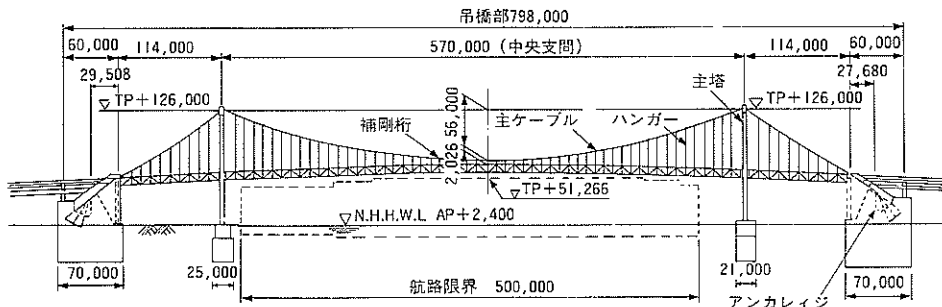 吊橋部798,000
60,000 114,000 570,000 (中央支間) 114,000 60,000
29,508 27,680
主塔
TP+126,000 TP+126,000
56,000
補剛桁 主ケーブル ハンガー
2,026
TP+51,266
N.H.H.W.L AP+2,400
70,000 25,000 21,000 70,000
航路限界 500,000
アンカレィジ